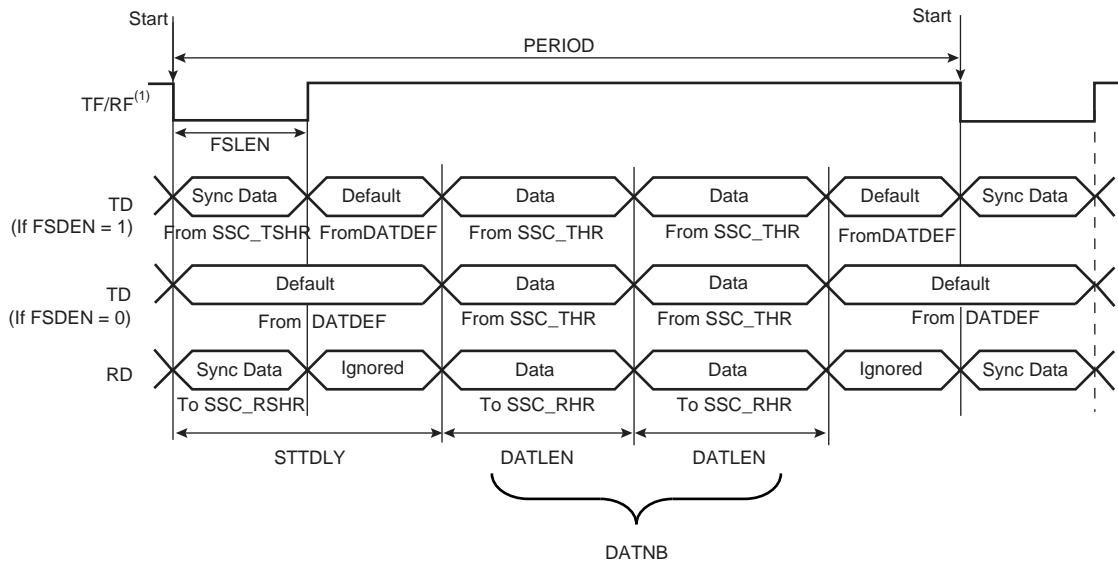 Start
Start
PERIOD
TF/RF(1)
FSLEN
TD
(If FSDEN = 1)
Sync Data
Default
Data
Data
Default
Sync Data
From SSC_TSHR
FromDATDEF
From SSC_THR
From SSC_THR
FromDATDEF
TD
(If FSDEN = 0)
Default
Data
Data
Default
From DATDEF
From SSC_THR
From SSC_THR
From DATDEF
RD
Sync Data
Ignored
Data
Data
Ignored
Sync Data
To SSC_RSHR
To SSC_RHR
To SSC_RHR
STTDLY
DATLEN
DATLEN
DATNB